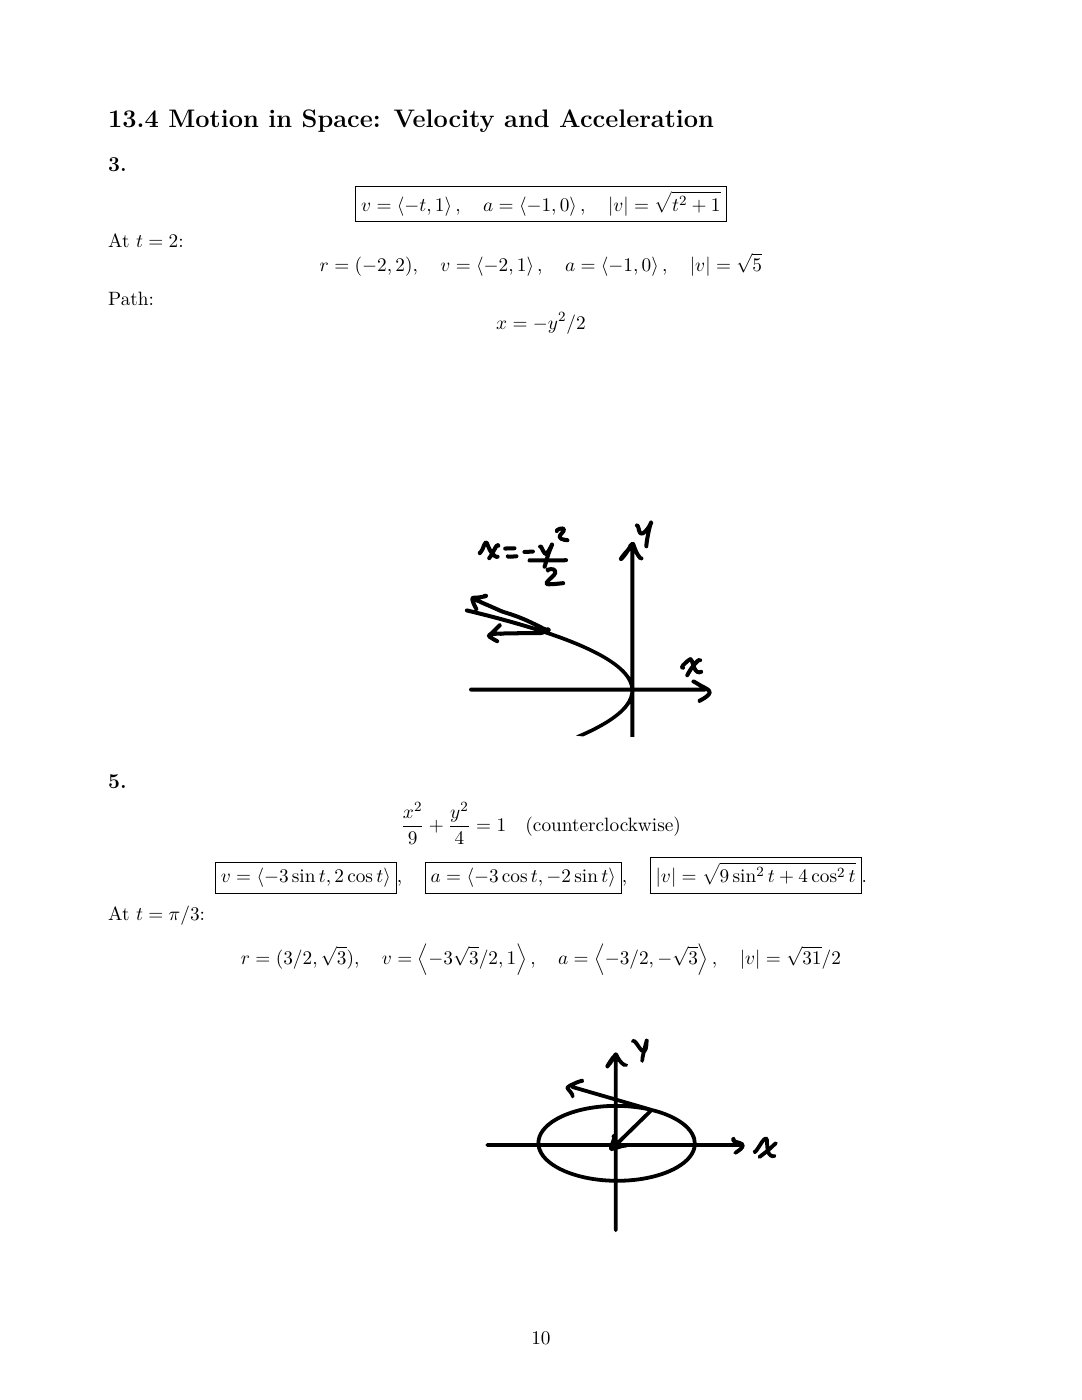 13.4 Motion in Space: Velocity and Acceleration
3.
v = ⟨−t, 1⟩ ,  a = ⟨−1, 0⟩ ,  |v| = √(t² + 1)
At t = 2:
r = (−2, 2),  v = ⟨−2, 1⟩ ,  a = ⟨−1, 0⟩ ,  |v| = √5
Path:
x = −y²/2
y
x = −y²/2
x
5.
x²/9 + y²/4 = 1  (counterclockwise)
v = ⟨−3 sin t, 2 cos t⟩,  a = ⟨−3 cos t, −2 sin t⟩,  |v| = √(9 sin² t + 4 cos² t).
At t = π/3:
r = (3/2, √3),  v = ⟨−3√3/2, 1⟩ ,  a = ⟨−3/2, −√3⟩ ,  |v| = √31/2
y
x
10